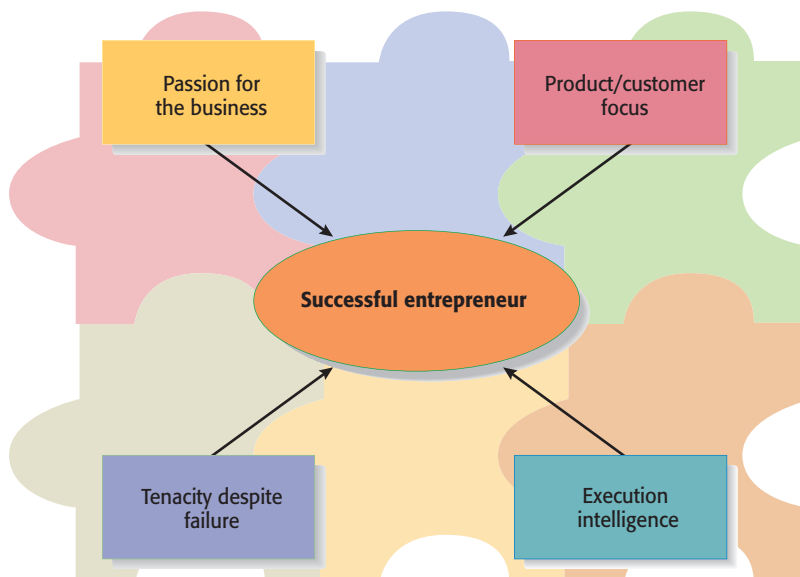 Passion for
the business
Product/customer
focus
Successful entrepreneur
Tenacity despite
failure
Execution
intelligence